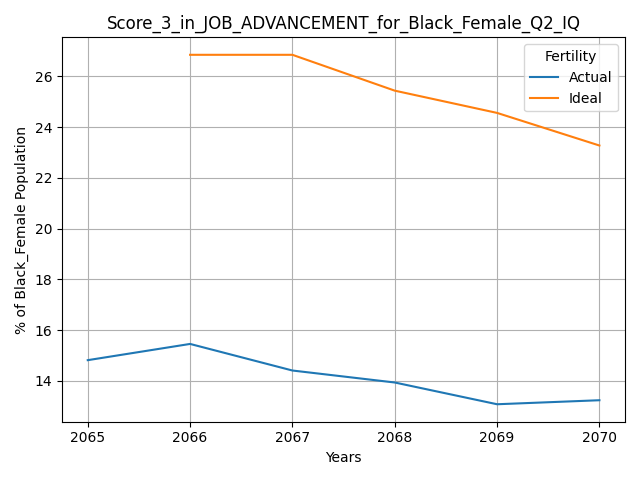 Score_3_in_JOB_ADVANCEMENT_for_Black_Female_Q2_IQ
Fertility
Actual
Ideal
% of Black_Female Population
26
24
22
20
18
16
14
2065 2066 2067 2068 2069 2070
Years